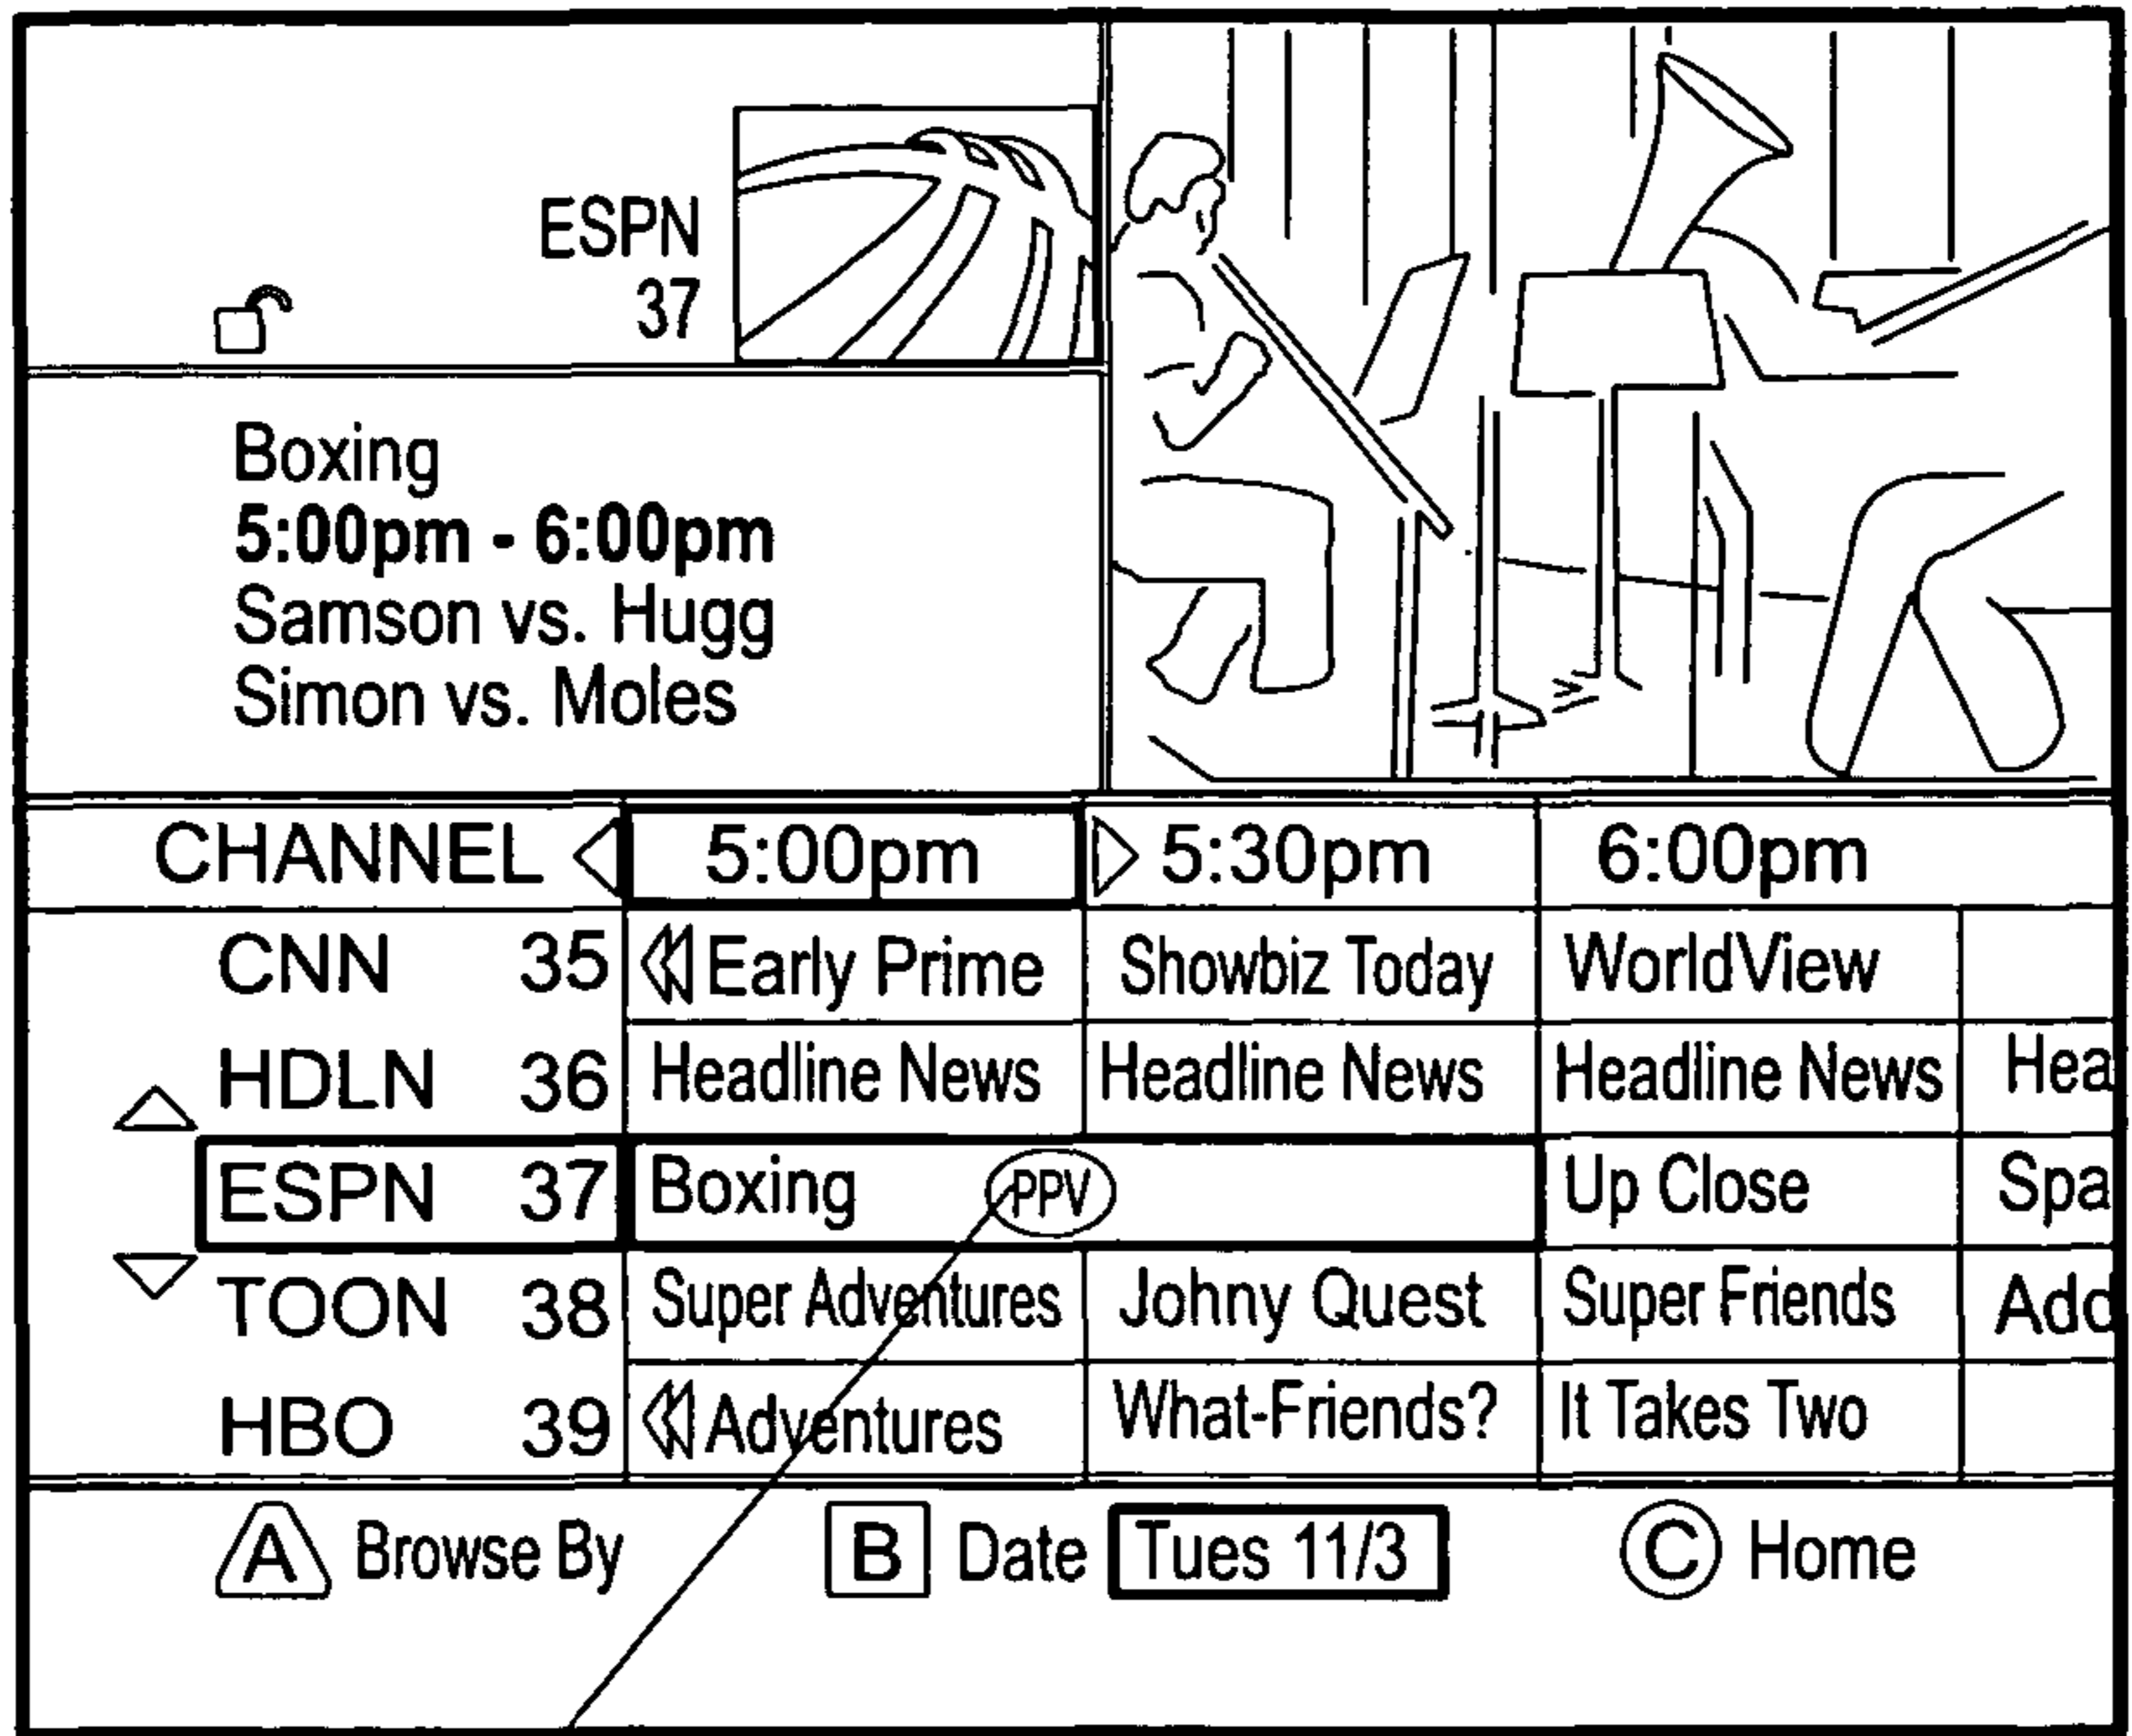 ESPN
37
Boxing
5:00pm - 6:00pm
Samson vs. Hugg
Simon vs. Moles
CHANNEL 5:00pm 5:30pm 6:00pm
CNN 35 Early Prime Showbiz Today WorldView
HDLN 36 Headline News Headline News Headline News Hea
ESPN 37 Boxing PPV Up Close Spa
TOON 38 Super Adventures Johny Quest Super Friends Add
HBO 39 Adventures What-Friends? It Takes Two
A Browse By B Date Tues 11/3 C Home